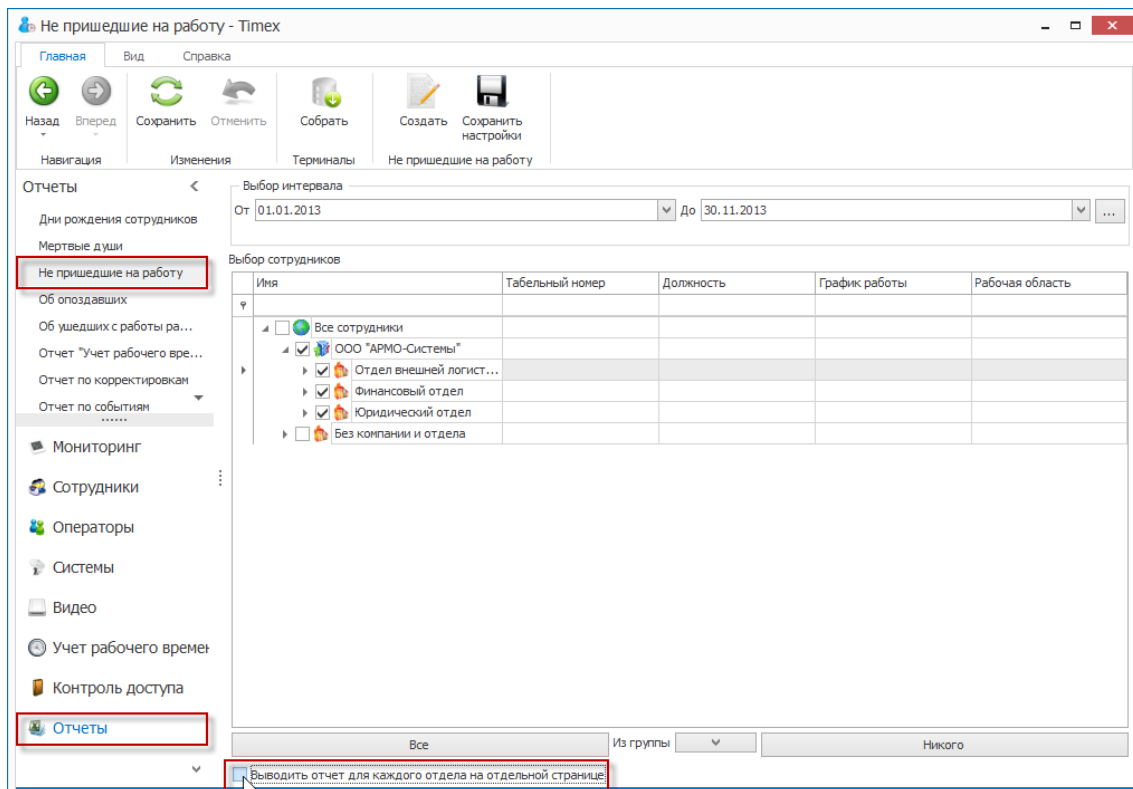 Не пришедшие на работу - Timex
Главная Вид Справка
Назад Вперед Сохранить Отменить Собрать Создать Сохранить
настройки
Навигация Изменения Терминалы Не пришедшие на работу
Отчеты
Дни рождения сотрудников
Мертвые души
Не пришедшие на работу
Об опоздавших
Об ушедших с работы ра...
Отчет "Учет рабочего вре...
Отчет по корректировкам
Отчет по событиям
Мониторинг
Сотрудники
Операторы
Системы
Видео
Учет рабочего времен
Контроль доступа
Отчеты
Выбор интервала
От 01.01.2013 До 30.11.2013 ...
Выбор сотрудников
Имя Табельный номер Должность График работы Рабочая область
Все сотрудники
ООО "АРМО-Системы"
Отдел внешней логист...
Финансовый отдел
Юридический отдел
Без компании и отдела
Все Из группы Никого
Выводить отчет для каждого отдела на отдельной странице